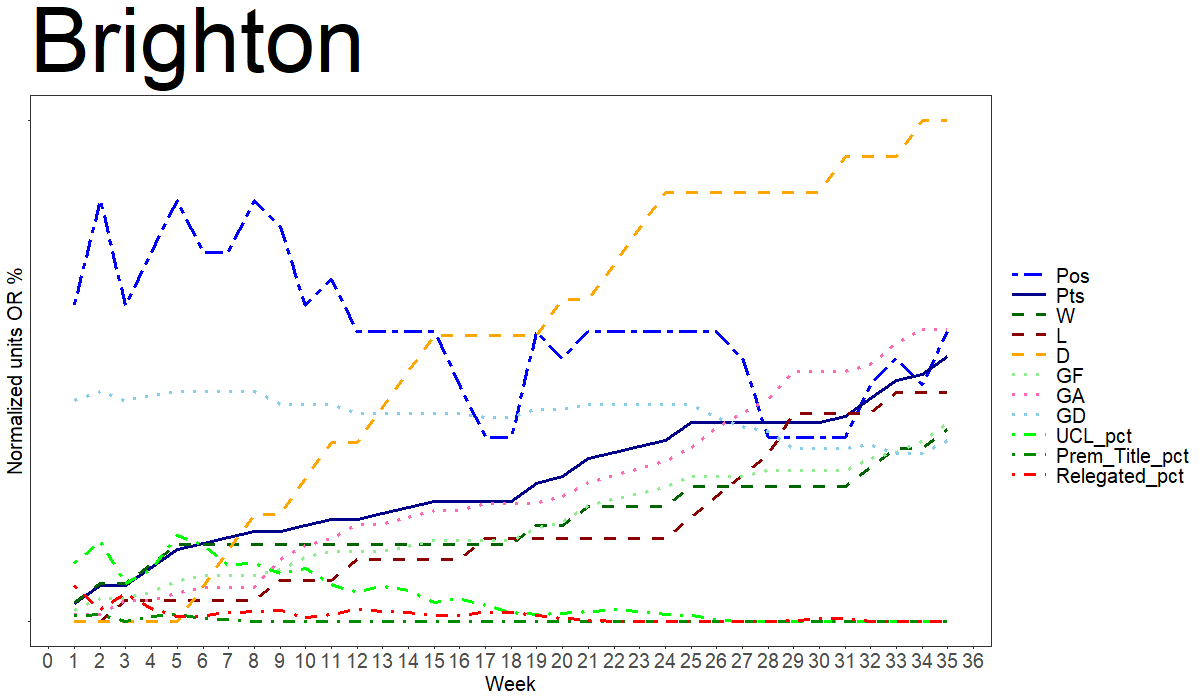 Brighton
Normalized units OR %
Pos
Pts
W
L
D
GF
GA
GD
UCL_pct
Prem_Title_pct
Relegated_pct
0 1 2 3 4 5 6 7 8 9 10 11 12 13 14 15 16 17 18 19 20 21 22 23 24 25 26 27 28 29 30 31 32 33 34 35 36
Week